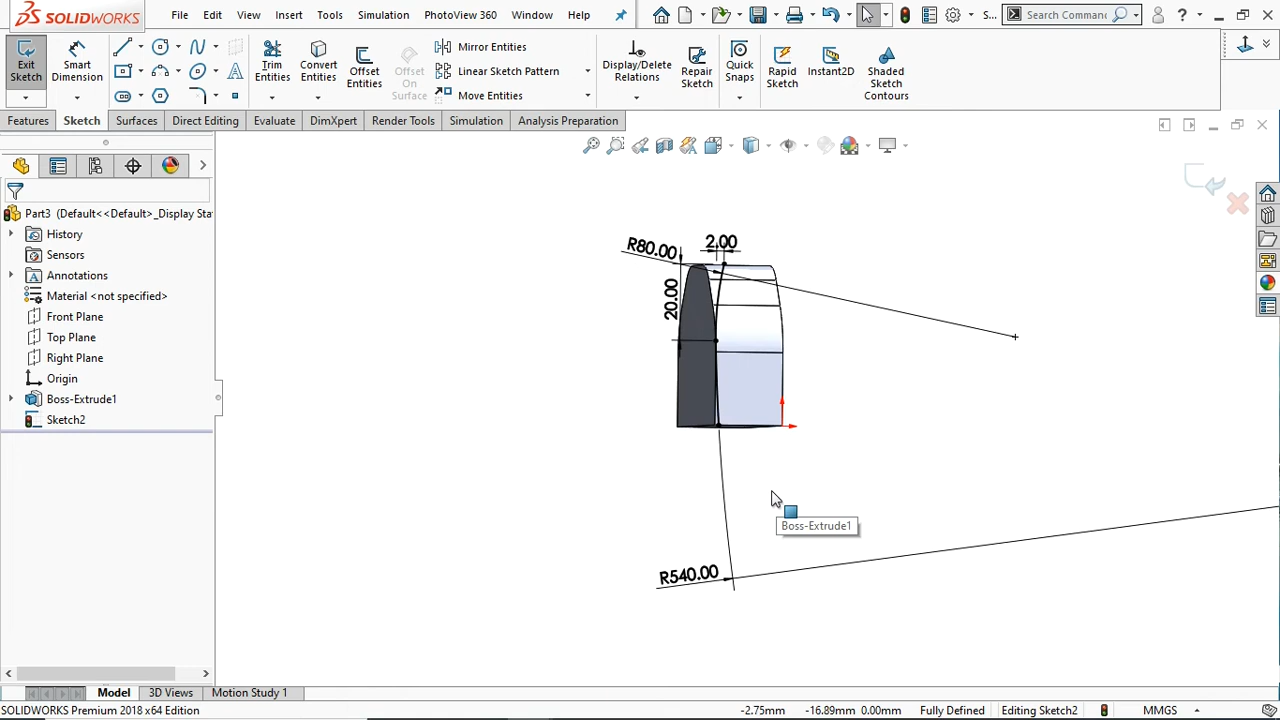 SOLIDWORKS File Edit View Insert Tools Simulation PhotoView 360 Window Help S... Search Commands ?
Exit Sketch
Smart Dimension
Trim Entities
Convert Entities
Offset Entities
Offset On Surface
Mirror Entities
Linear Sketch Pattern
Move Entities
Display/Delete Relations
Repair Sketch
Quick Snaps
Rapid Sketch
Instant2D
Shaded Sketch Contours
Features Sketch Surfaces Direct Editing Evaluate DimXpert Render Tools Simulation Analysis Preparation
Part3 (Default<<Default>_Display Sta
History
Sensors
Annotations
Material <not specified>
Front Plane
Top Plane
Right Plane
Origin
Boss-Extrude1
Sketch2
R80.00
2.00
20.00
Boss-Extrude1
R540.00
Model 3D Views Motion Study 1
SOLIDWORKS Premium 2018 x64 Edition -2.75mm -16.89mm 0.00mm Fully Defined Editing Sketch2 MMGS